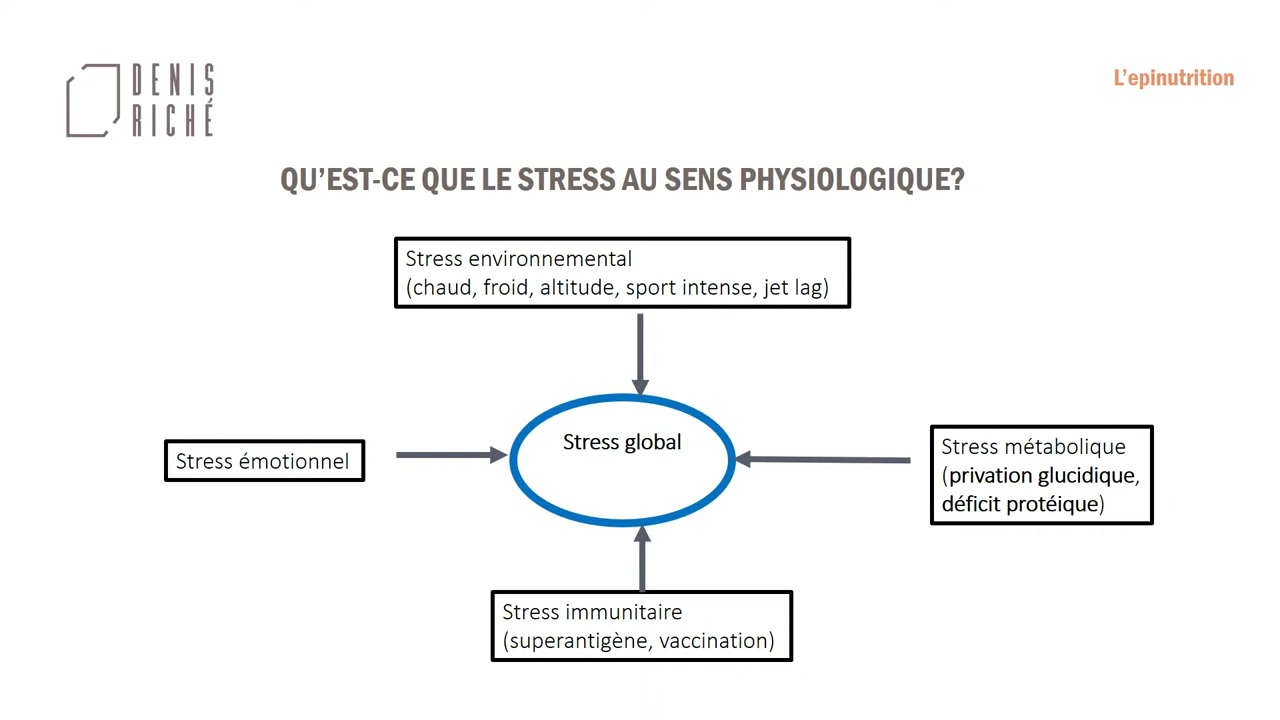 DENIS
RICHÉ
L'epinutrition
QU'EST-CE QUE LE STRESS AU SENS PHYSIOLOGIQUE?
Stress environnemental
(chaud, froid, altitude, sport intense, jet lag)
Stress émotionnel
Stress global
Stress métabolique
(privation glucidique,
déficit protéique)
Stress immunitaire
(superantigène, vaccination)